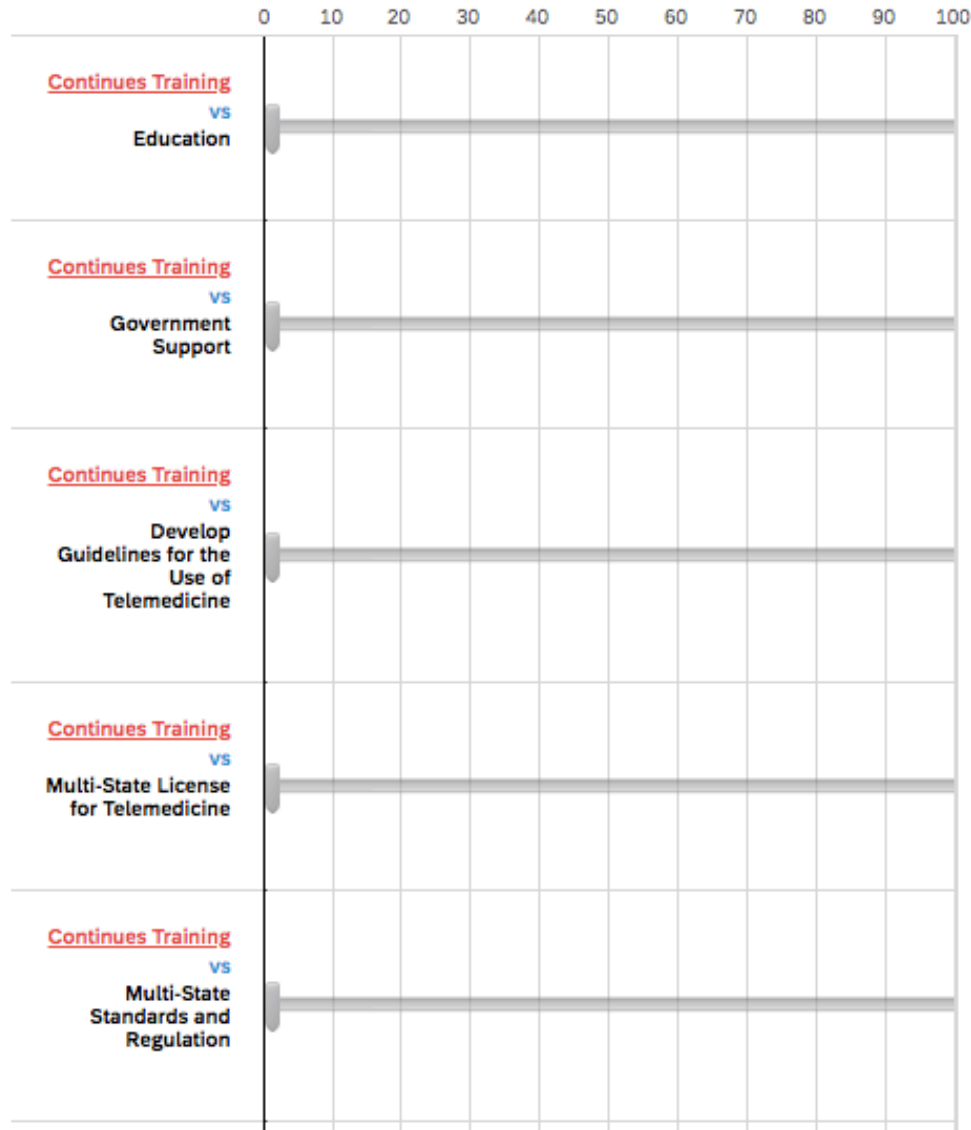 0 10 20 30 40 50 60 70 80 90 100
Continues Training
vs
Education
Continues Training
vs
Government
Support
Continues Training
vs
Develop
Guidelines for the
Use of
Telemedicine
Continues Training
vs
Multi-State License
for Telemedicine
Continues Training
vs
Multi-State
Standards and
Regulation